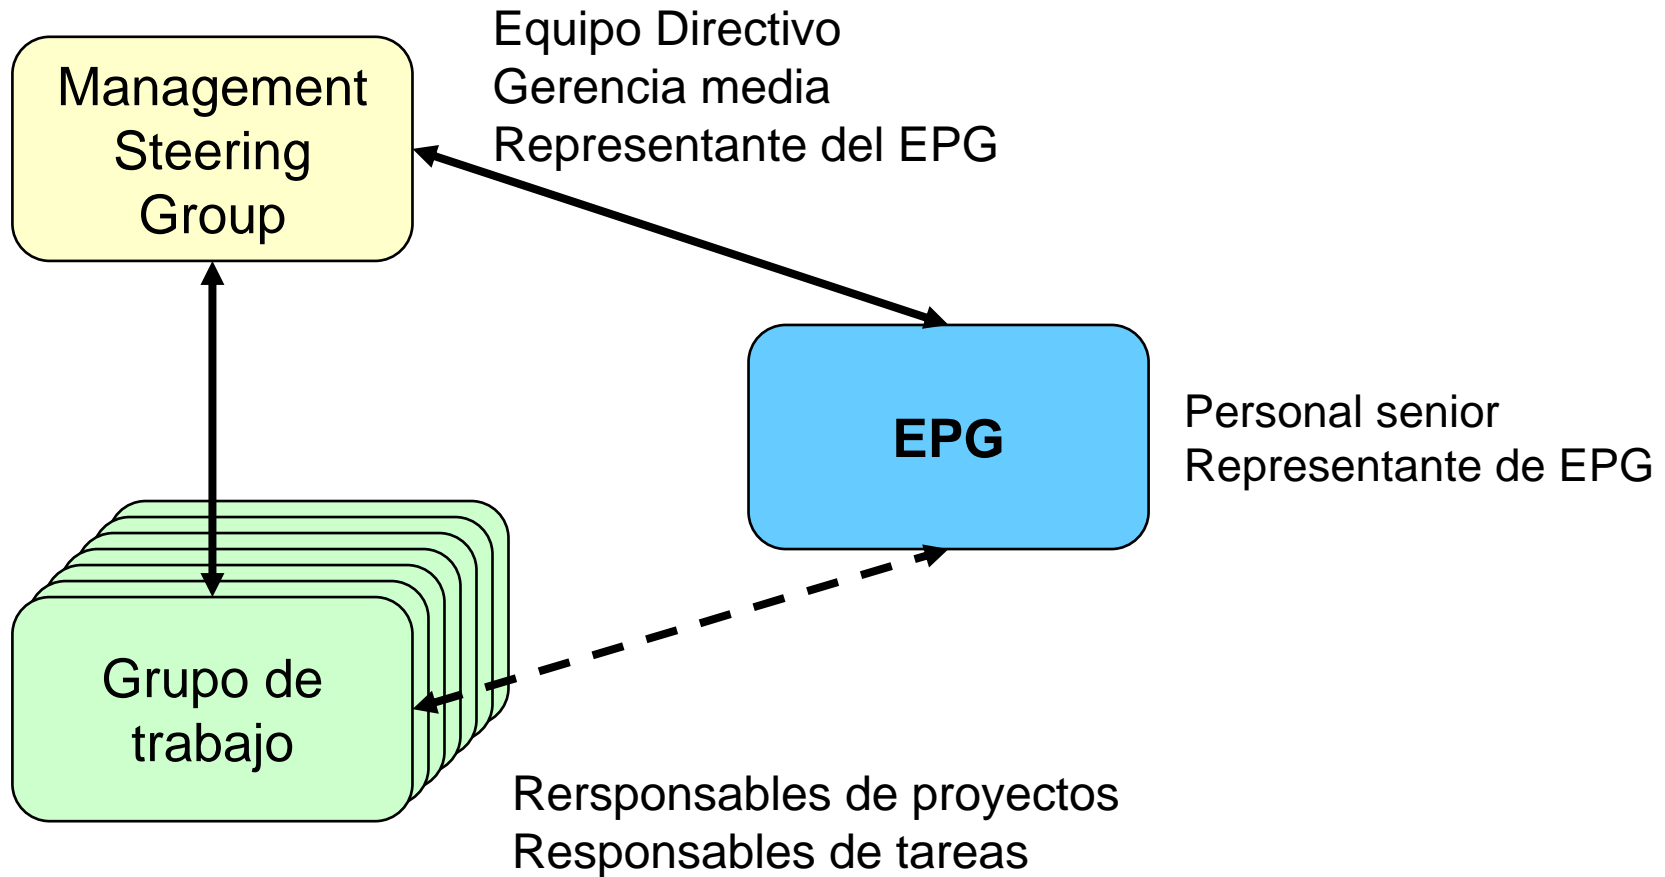 Equipo Directivo
Gerencia media
Representante del EPG
Management
Steering
Group
EPG
Personal senior
Representante de EPG
Grupo de
trabajo
Rersponsables de proyectos
Responsables de tareas